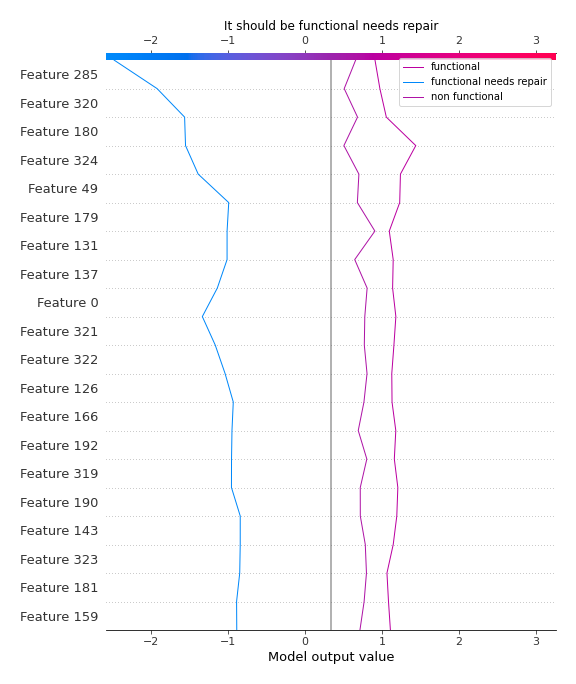 It should be functional needs repair
−2 −1 0 1 2 3
functional
functional needs repair
non functional
Feature 285
Feature 320
Feature 180
Feature 324
Feature 49
Feature 179
Feature 131
Feature 137
Feature 0
Feature 321
Feature 322
Feature 126
Feature 166
Feature 192
Feature 319
Feature 190
Feature 143
Feature 323
Feature 181
Feature 159
−2 −1 0 1 2 3
Model output value